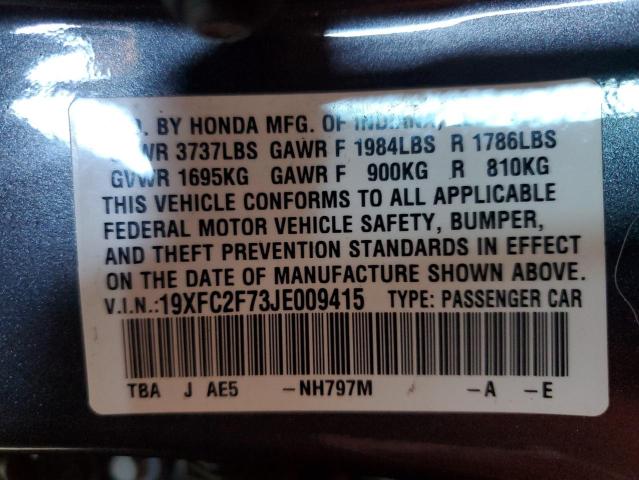 BY HONDA MFG. OF INDIANA,
GVWR 3737LBS GAWR F 1984LBS R 1786LBS
GVWR 1695KG GAWR F 900KG R 810KG
THIS VEHICLE CONFORMS TO ALL APPLICABLE
FEDERAL MOTOR VEHICLE SAFETY, BUMPER,
AND THEFT PREVENTION STANDARDS IN EFFECT
ON THE DATE OF MANUFACTURE SHOWN ABOVE.
V.I.N.:19XFC2F73JE009415 TYPE: PASSENGER CAR
TBA J AE5 -NH797M -A -E